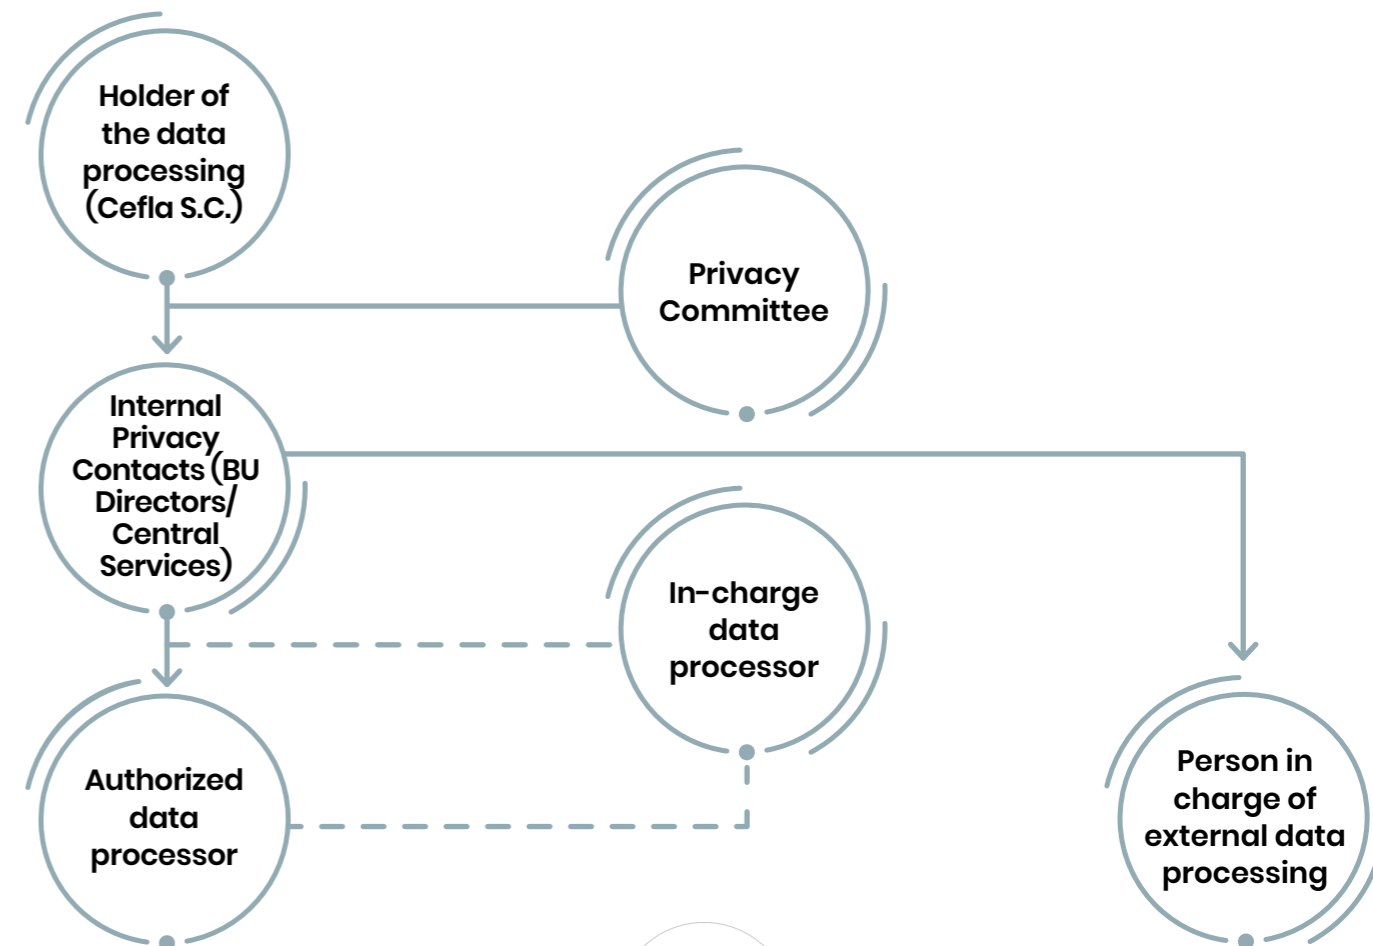 Holder of
the data
processing
(Cefla S.C.)
Privacy
Committee
Internal
Privacy
Contacts (BU
Directors/
Central
Services)
In-charge
data
processor
Authorized
data
processor
Person in
charge of
external data
processing